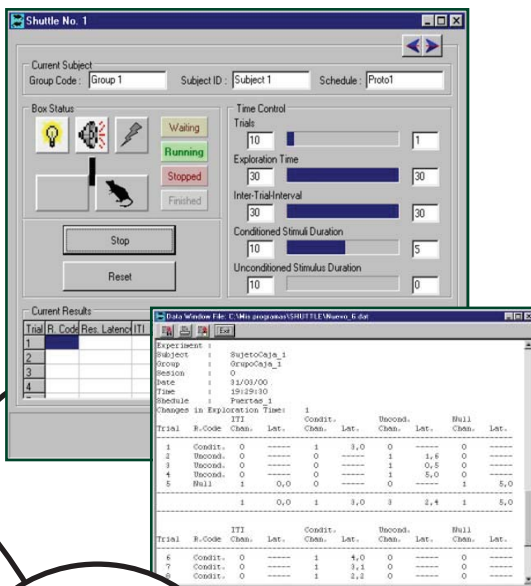 Shuttle No. 1
Current Subject
Group Code : Group 1 Subject ID : Subject 1 Schedule : Proto1
Box Status
Waiting
Running
Stopped
Finished
Stop
Reset
Time Control
Trials
10 1
Exploration Time
30 30
Inter-Trial-Interval
30 30
Conditioned Stimuli Duration
10 5
Unconditioned Stimulus Duration
10 0
Current Results
Trial R. Code Res. Latency ITI
1
2
3
4
Data Window File: C:\Mis programas\SHUTTLE\Nuevo_6.dat
Exit
Experiment :
Subject : SujetoCaja_1
Group : GrupoCaja_1
Session : 0
Date : 31/03/00
Time : 19:29:30
Shedule : Puertas_1
Changes in Exploration Time: 1
ITI Condit. Uncond. Null
Trial R.Code Chan. Lat. Chan. Lat. Chan. Lat. Chan. Lat.
1 Condit. 0 ----- 1 3,0 0 ----- 0 -----
2 Uncond. 0 ----- 0 ----- 1 1,6 0 -----
3 Uncond. 0 ----- 0 ----- 1 0,5 0 -----
4 Uncond. 0 ----- 0 ----- 1 5,0 0 -----
5 Null 1 0,0 0 ----- 0 ----- 1 5,0
1 0,0 1 3,0 3 2,4 1 5,0
ITI Condit. Uncond. Null
Trial R.Code Chan. Lat. Chan. Lat. Chan. Lat. Chan. Lat.
6 Condit. 0 ----- 1 4,0 0 ----- 0 -----
7 Condit. 0 ----- 1 3,1 0 ----- 0 -----
8 Condit. 0 ----- 1 2,2 0 ----- 0 -----